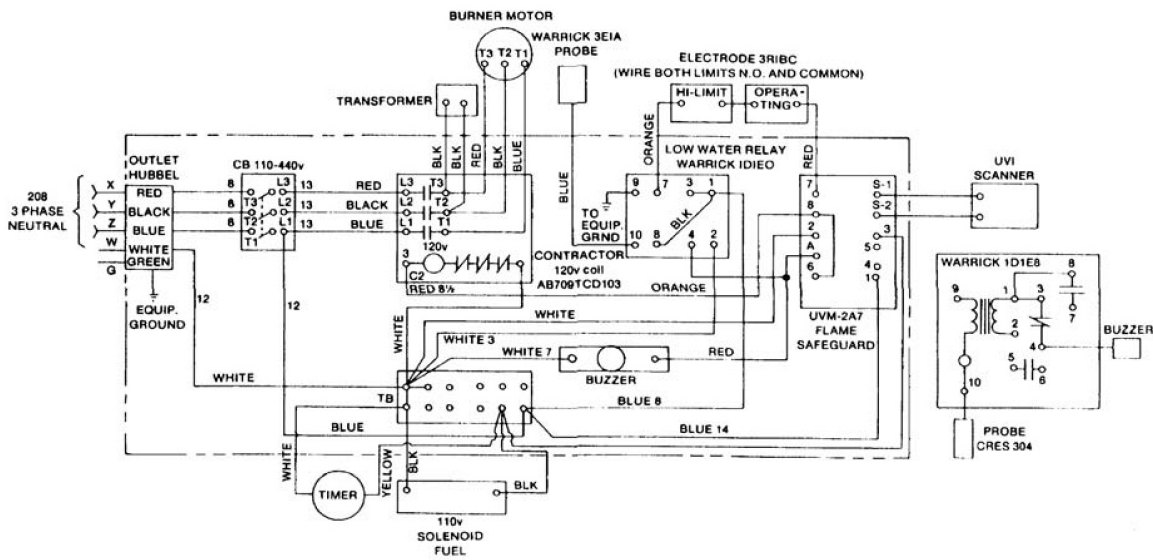 BURNER MOTOR
T3 T2 T1
WARRICK 3EIA
PROBE
ELECTRODE 3RIBC
(WIRE BOTH LIMITS N.O. AND COMMON)
HI-LIMIT
OPERA-
TING
TRANSFORMER
BLK
BLK
RED
BLK
BLUE
BLUE
ORANGE
RED
LOW WATER RELAY
WARRICK IDIEO
9 7 3 1
TO
EQUIP.
GRND
BLK
10 8 4 2
OUTLET
HUBBEL
CB 110-440v
208
3 PHASE
NEUTRAL
X
Y
Z
W
G
RED
BLACK
BLUE
WHITE
GREEN
8
8
8
L3
T3
L2
T2
L1
T1
13
13
13
RED
BLACK
BLUE
L3
T3
L2
T2
L1
T1
120v
3
C2
CONTRACTOR
120v coil
AB709TCD103
RED 8½
ORANGE
7
8
2
A
6
S-1
S-2
3
5
4
1
UVM-2A7
FLAME
SAFEGUARD
UVI
SCANNER
WARRICK 1D1E8
9
1
3
8
7
2
4
5
6
10
BUZZER
PROBE
CRES 304
EQUIP.
GROUND
12
12
WHITE
WHITE
WHITE 3
WHITE 7
RED
BUZZER
WHITE
TB
BLUE 8
BLUE
BLUE 14
WHITE
TIMER
YELLOW
BLK
BLK
110v
SOLENOID
FUEL